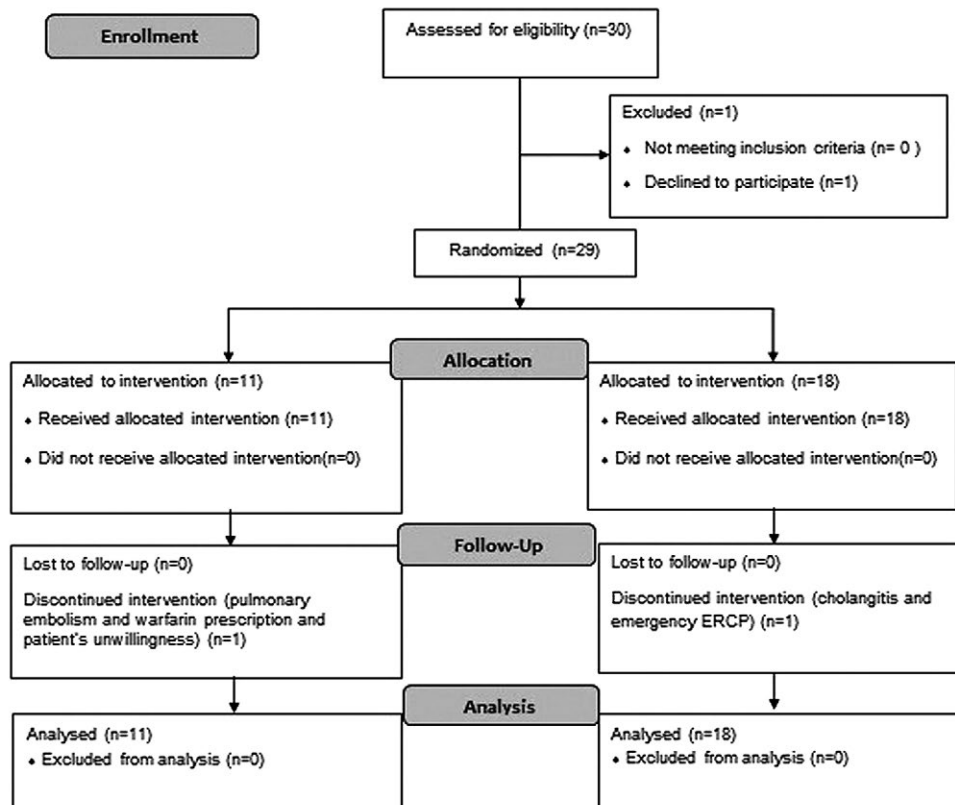 Enrollment
Assessed for eligibility (n=30)
Excluded (n=1)
♦ Not meeting inclusion criteria (n= 0 )
♦ Declined to participate (n=1)
Randomized (n=29)
Allocation
Allocated to intervention (n=11)
♦ Received allocated intervention (n=11)
♦ Did not receive allocated intervention(n=0)
Allocated to intervention (n=18)
♦ Received allocated intervention (n=18)
♦ Did not receive allocated intervention(n=0)
Follow-Up
Lost to follow-up (n=0)
Discontinued intervention (pulmonary
embolism and warfarin prescription and
patient's unwillingness) (n=1)
Lost to follow-up (n=0)
Discontinued intervention (cholangitis and
emergency ERCP) (n=1)
Analysis
Analysed (n=11)
♦ Excluded from analysis (n=0)
Analysed (n=18)
♦ Excluded from analysis (n=0)